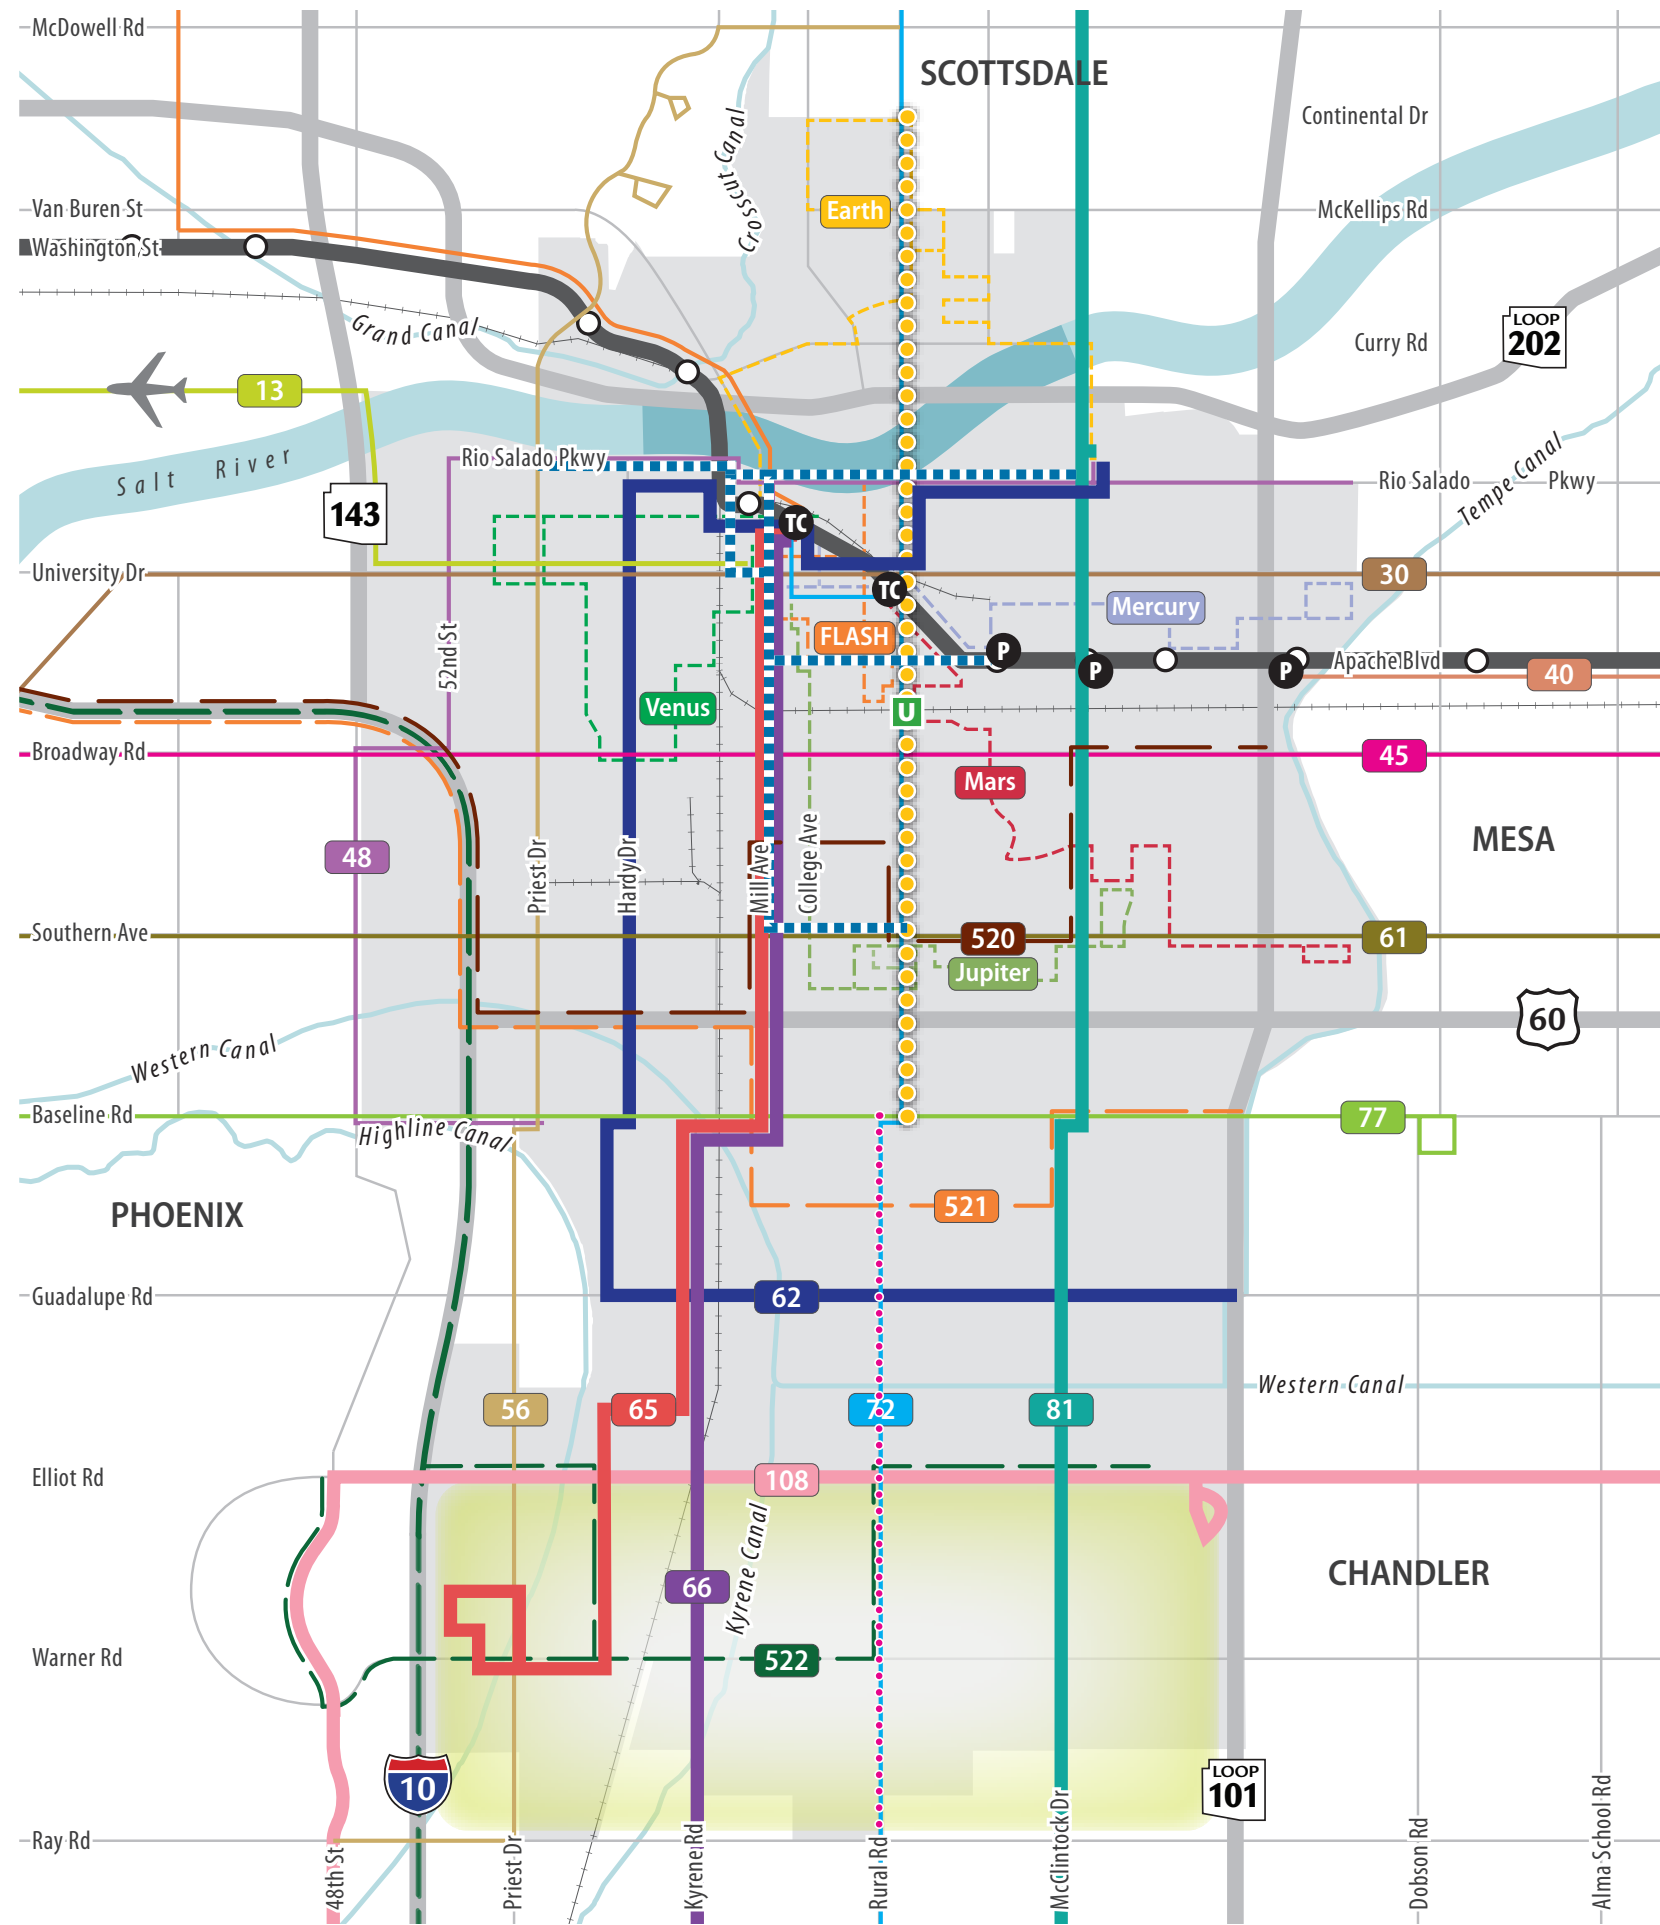 McDowell Rd
SCOTTSDALE
Continental Dr
Crosscut Canal
Van Buren St
Earth
McKellips Rd
Washington St
Grand Canal
LOOP
202
Curry Rd
13
Salt River
Rio Salado Pkwy
Tempe Canal
Rio Salado Pkwy
143
TC
University Dr
30
TC
Mercury
FLASH
52nd St
P
P
P
Apache Blvd
40
Venus
U
Broadway Rd
45
Mars
MESA
48
Priest Dr
Hardy Dr
Mill Ave
College Ave
Southern Ave
520
61
Jupiter
60
Western Canal
Baseline Rd
77
Highline Canal
PHOENIX
521
Guadalupe Rd
62
Western Canal
56
65
72
81
Elliot Rd
108
Kyrene Canal
CHANDLER
66
Warner Rd
522
10
LOOP
101
Ray Rd
48th St
Priest Dr
Kyrene Rd
Rural Rd
McClintock Dr
Dobson Rd
Alma School Rd